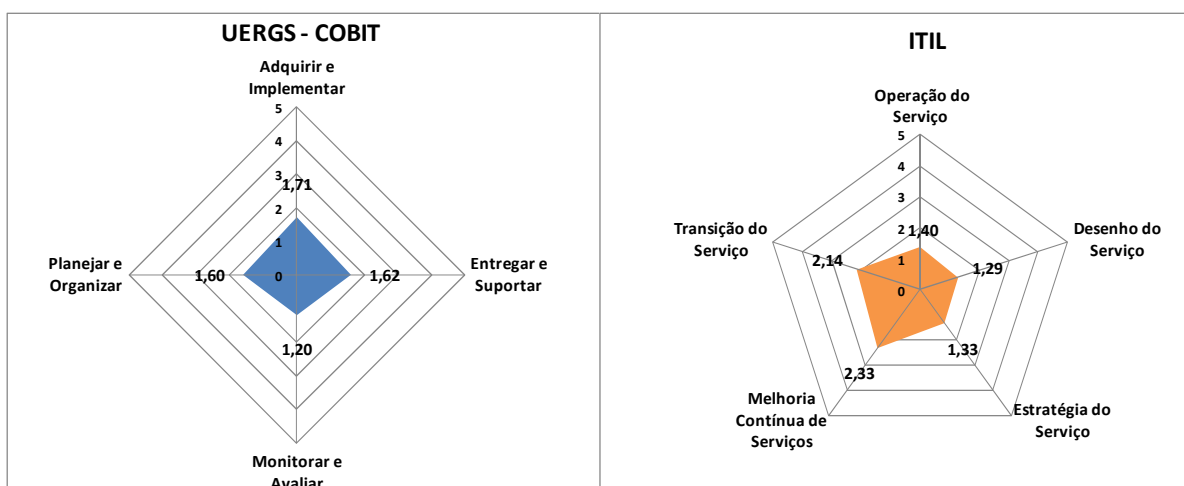 UERGS - COBIT
Adquirir e
Implementar
5
4
3
1,71
2
1
0
Planejar e
Organizar
1,60
1,62
Entregar e
Suportar
1,20
Monitorar e
Avaliar
ITIL
Operação do
Serviço
5
4
3
2
1,40
1
0
Transição do
Serviço
2,14
Desenho do
Serviço
1,29
1,33
2,33
Melhoria
Contínua de
Serviços
Estratégia do
Serviço